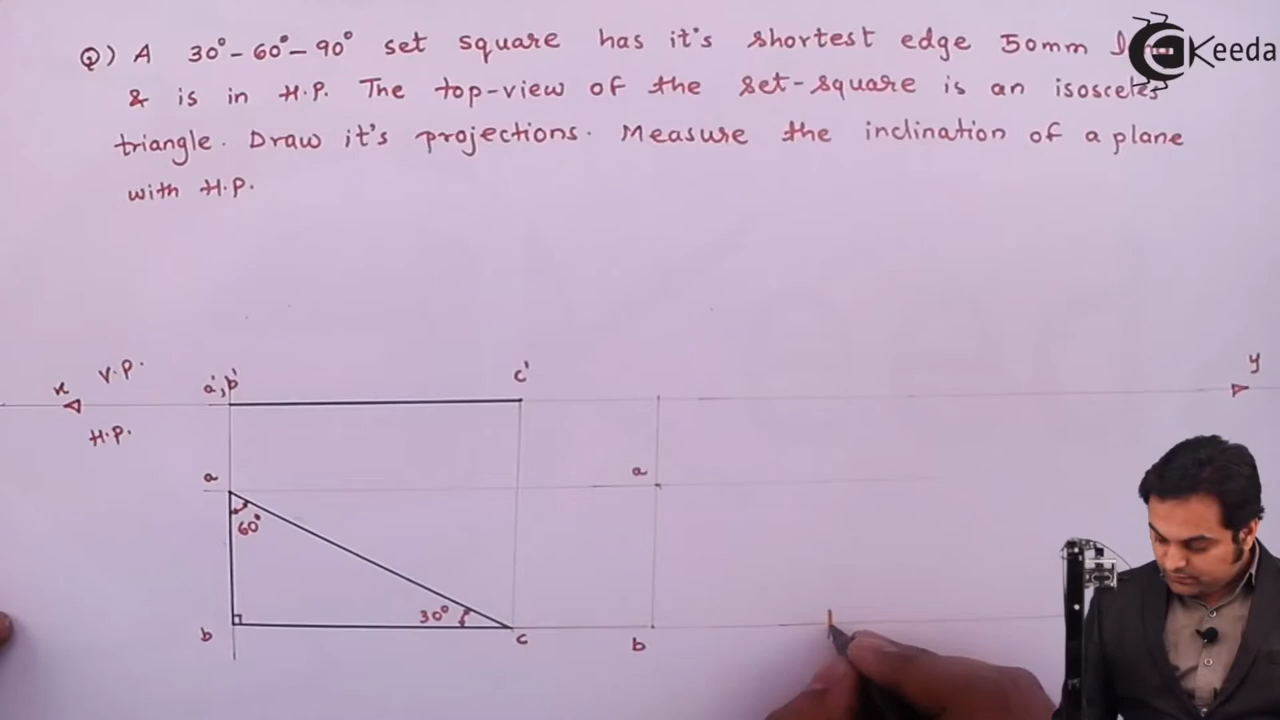 Q) A 30°-60°-90° set square has it's shortest edge 50mm
& is in H.P. The top-view of the set-square is an isosceles
triangle. Draw it's projections. Measure the inclination of a plane
with H.P.
Keeda
x V.P.
H.P.
a',b'
c'
y
a
60°
30°
b
c
a
b